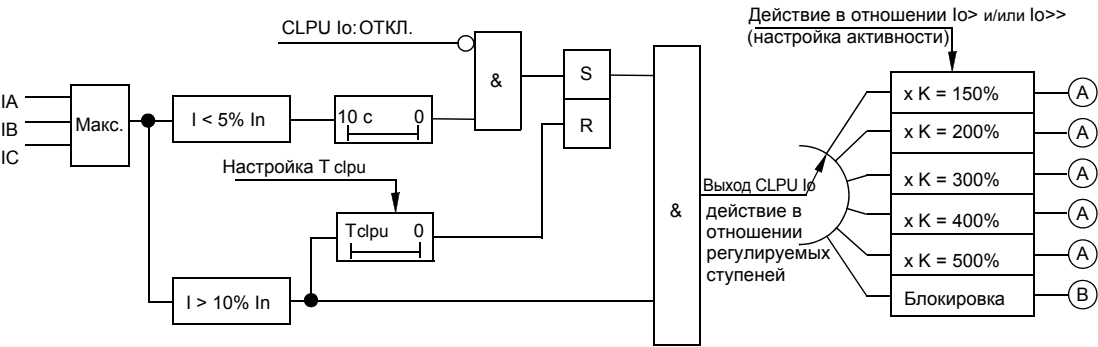 Действие в отношении Io> и/или Io>>
(настройка активности)
CLPU Io: ОТКЛ.
&
S
R
x K = 150%
A
IA
IB
IC
Макс.
I < 5% In
10 с 0
x K = 200%
A
Настройка T clpu
x K = 300%
A
Выход CLPU Io
действие в
отношении
регулируемых
ступеней
&
Tclpu 0
x K = 400%
A
x K = 500%
A
I > 10% In
Блокировка
B